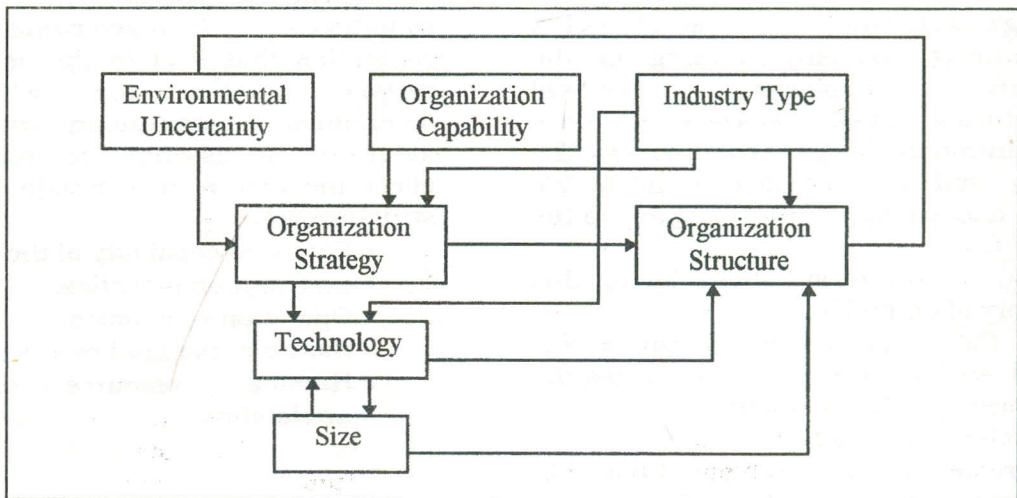 Environmental
Uncertainty
Organization
Capability
Industry Type
Organization
Strategy
Organization
Structure
Technology
Size